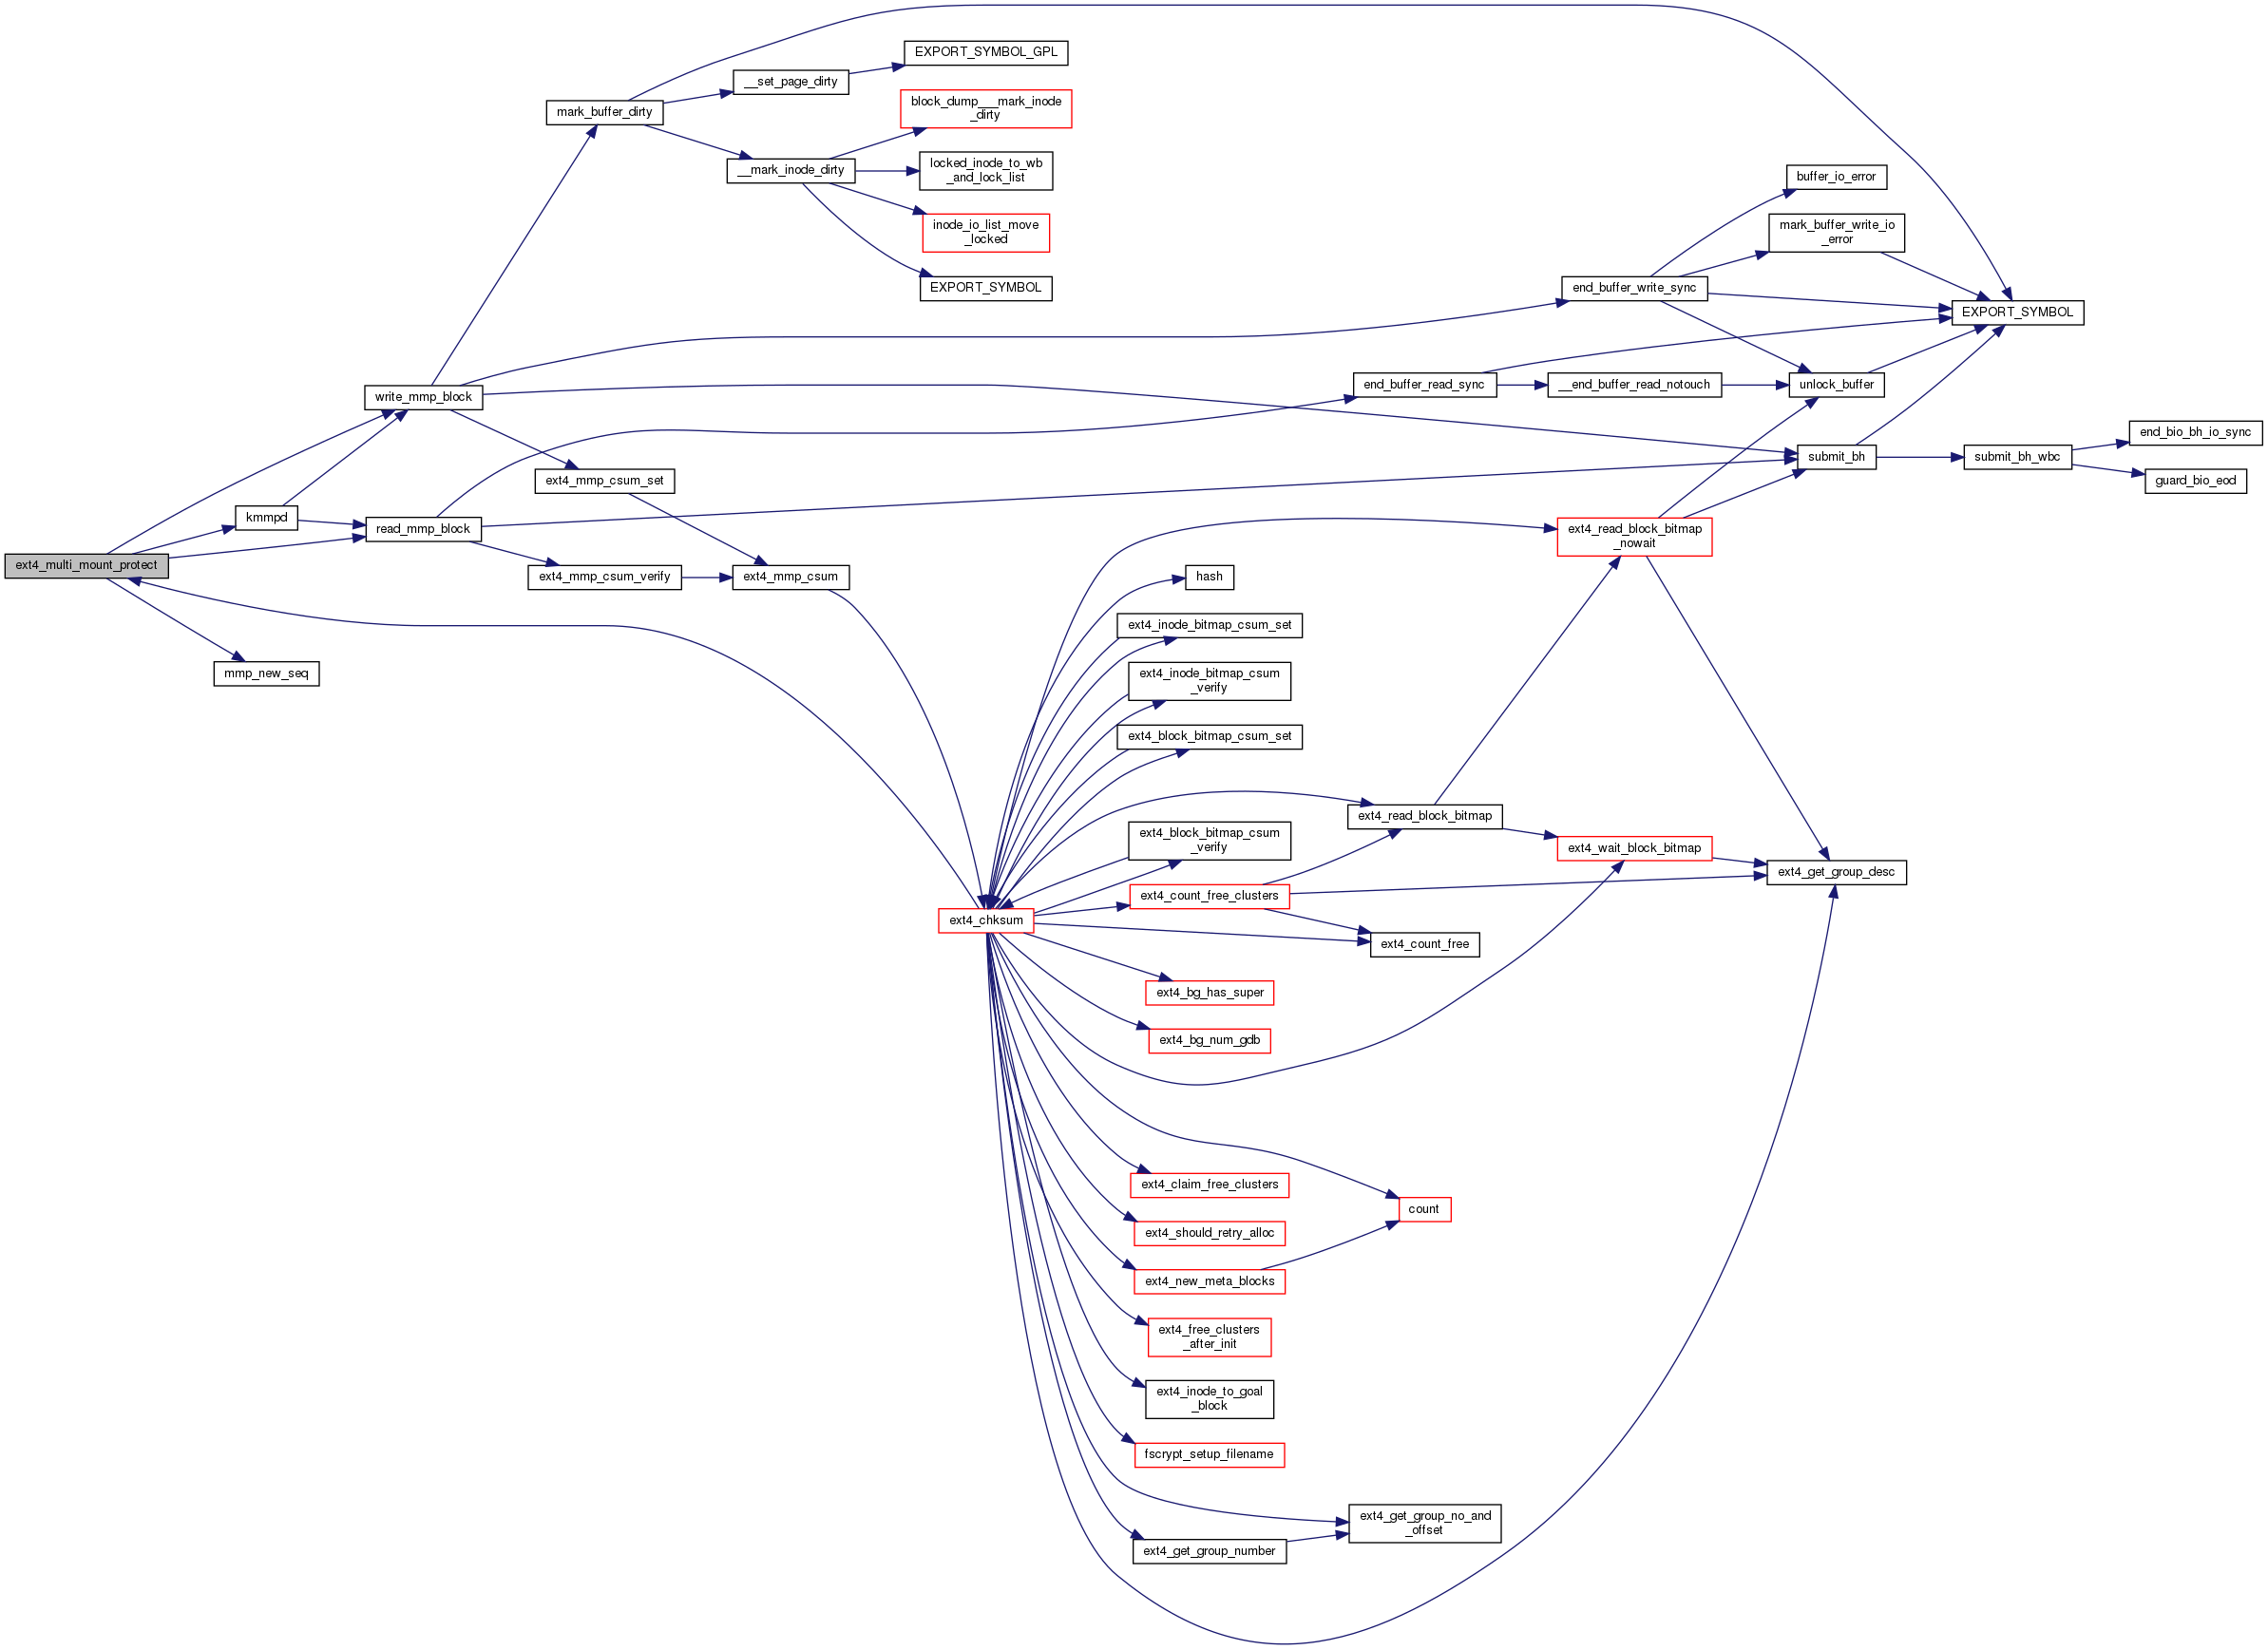 EXPORT_SYMBOL_GPL
__set_page_dirty
block_dump___mark_inode
_dirty
mark_buffer_dirty
locked_inode_to_wb
_and_lock_list
__mark_inode_dirty
buffer_io_error
inode_io_list_move
_locked
mark_buffer_write_io
_error
EXPORT_SYMBOL
end_buffer_write_sync
EXPORT_SYMBOL
write_mmp_block
end_buffer_read_sync
__end_buffer_read_notouch
unlock_buffer
end_bio_bh_io_sync
submit_bh
submit_bh_wbc
ext4_mmp_csum_set
guard_bio_eod
kmmpd
read_mmp_block
ext4_read_block_bitmap
_nowait
ext4_multi_mount_protect
ext4_mmp_csum_verify
ext4_mmp_csum
hash
ext4_inode_bitmap_csum_set
mmp_new_seq
ext4_inode_bitmap_csum
_verify
ext4_block_bitmap_csum_set
ext4_read_block_bitmap
ext4_block_bitmap_csum
_verify
ext4_wait_block_bitmap
ext4_get_group_desc
ext4_count_free_clusters
ext4_chksum
ext4_count_free
ext4_bg_has_super
ext4_bg_num_gdb
ext4_claim_free_clusters
count
ext4_should_retry_alloc
ext4_new_meta_blocks
ext4_free_clusters
_after_init
ext4_inode_to_goal
_block
fscrypt_setup_filename
ext4_get_group_no_and
_offset
ext4_get_group_number